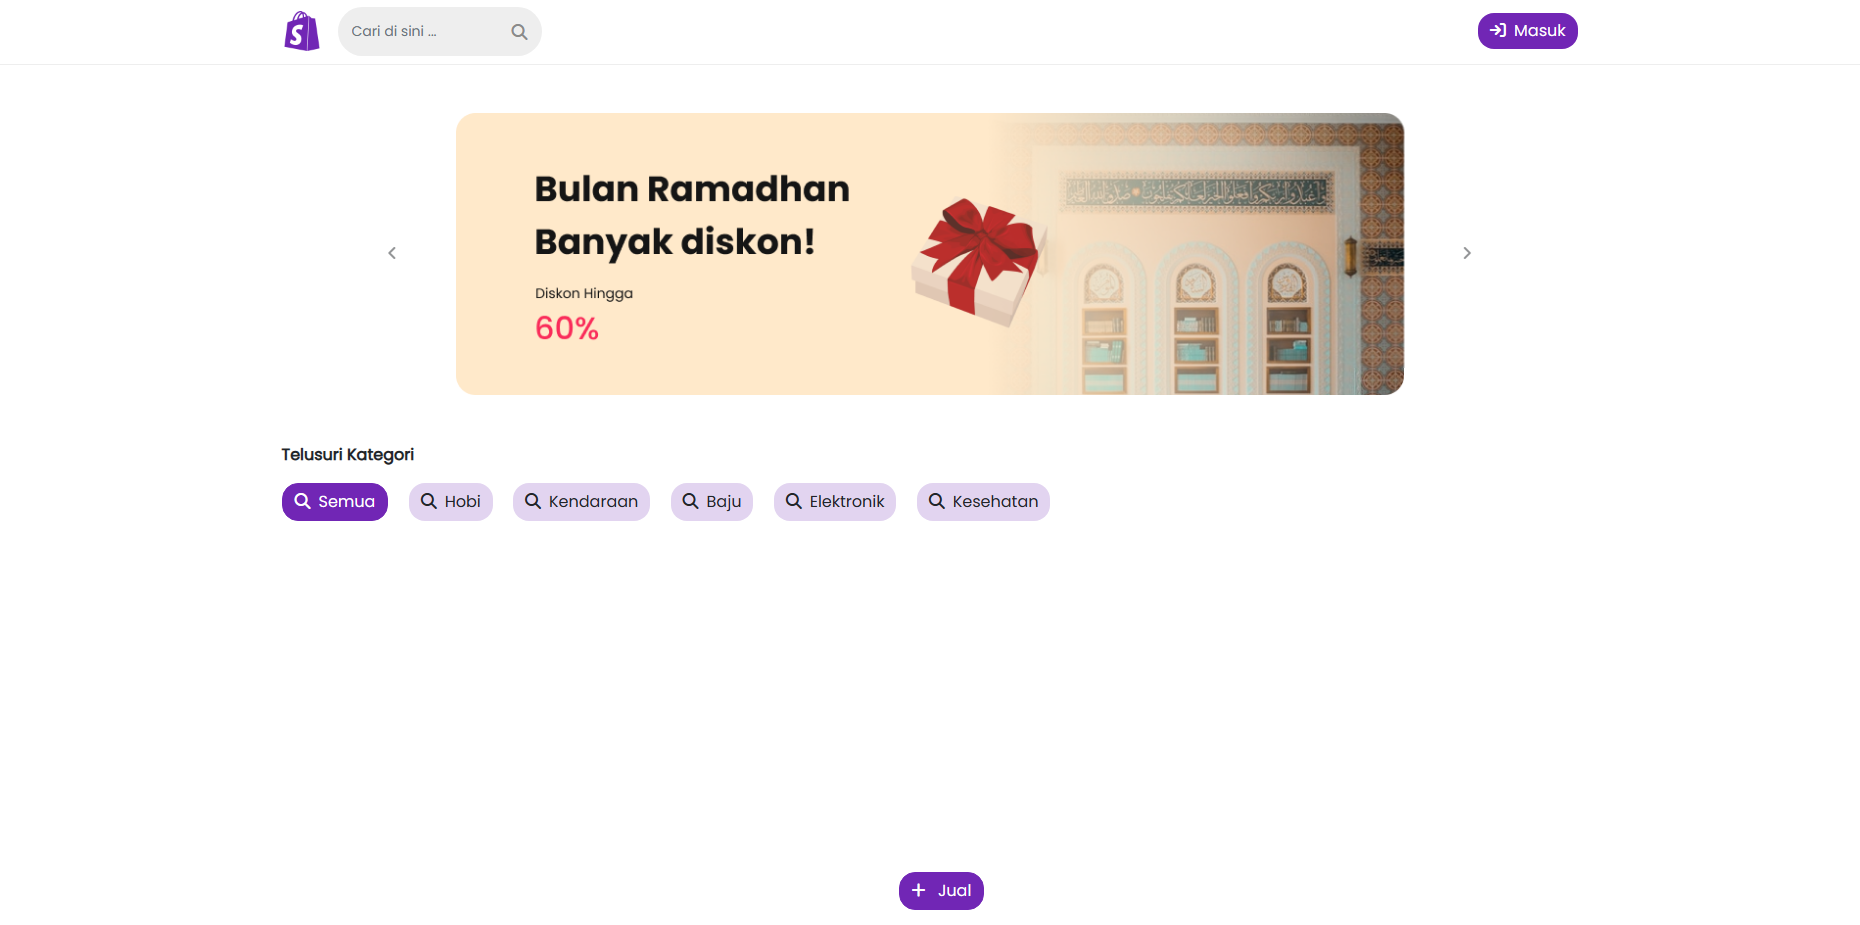 S
Cari di sini ...
Masuk
Bulan Ramadhan
Banyak diskon!
Diskon Hingga
60%
Telusuri Kategori
Semua
Hobi
Kendaraan
Baju
Elektronik
Kesehatan
Jual